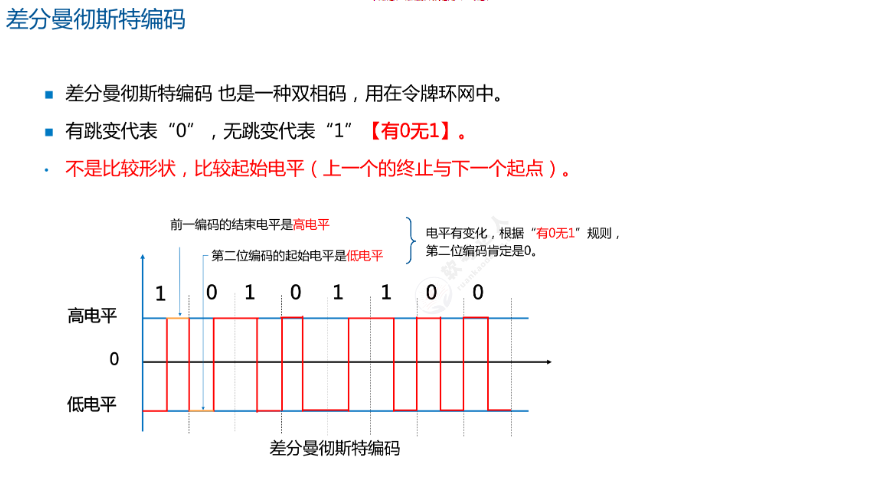 差分曼彻斯特编码
差分曼彻斯特编码 也是一种双相码，用在令牌环网中。
有跳变代表“0”，无跳变代表“1”【有0无1】。
不是比较形状，比较起始电平（上一个的终止与下一个起点）。
前一编码的结束电平是高电平
第二位编码的起始电平是低电平
电平有变化，根据“有0无1”规则，
第二位编码肯定是0。
1 0 1 0 1 1 0 0
高电平
0
低电平
差分曼彻斯特编码